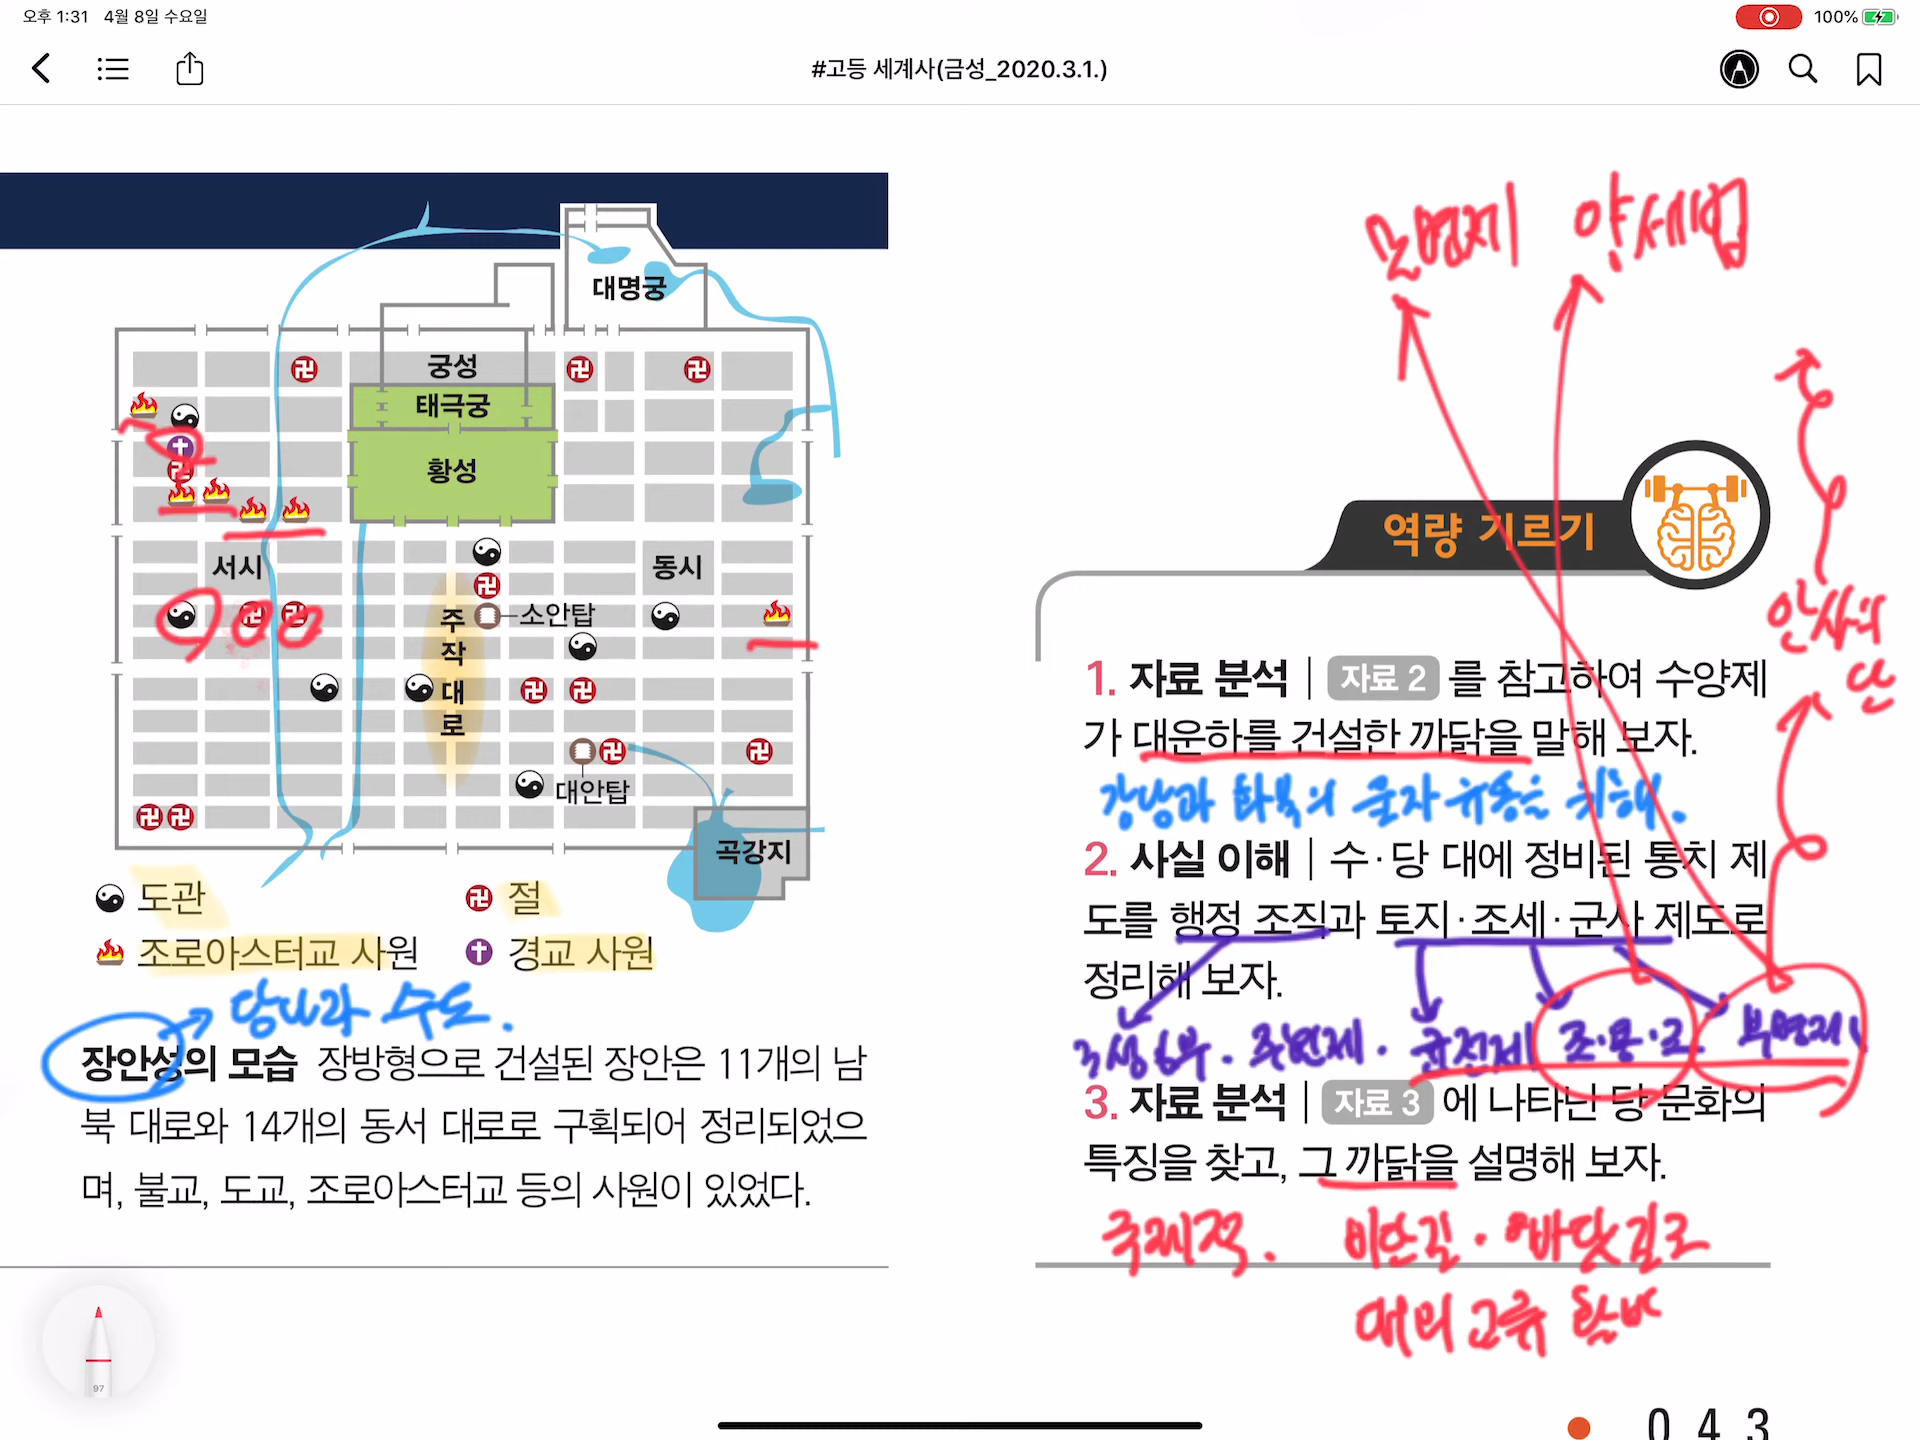 오후 1:31 4월 8일 수요일
100%
#고등 세계사(금성_2020.3.1.)
대명궁
궁성
태극궁
황성
서시
동시
주작대로
소안탑
대안탑
곡강지
도관
절
조로아스터교 사원
경교 사원
당나라 수도.
장안성의 모습 장방형으로 건설된 장안은 11개의 남
북 대로와 14개의 동서 대로로 구획되어 정리되었으
며, 불교, 도교, 조로아스터교 등의 사원이 있었다.
97
모병제 양세법
안사의
난
역량 기르기
1. 자료 분석 | 자료 2 를 참고하여 수양제
가 대운하를 건설한 까닭을 말해 보자.
강남과 화북의 물자 유통을 위해.
2. 사실 이해 | 수·당 대에 정비된 통치 제
도를 행정 조직과 토지·조세·군사 제도로
정리해 보자.
3성 6부. 주현제. 균전제 조·용·조. 부병제
3. 자료 분석 | 자료 3 에 나타난 당 문화의
특징을 찾고, 그 까닭을 설명해 보자.
국제적. 비단길. 바닷길로
대외 교류 활발
043